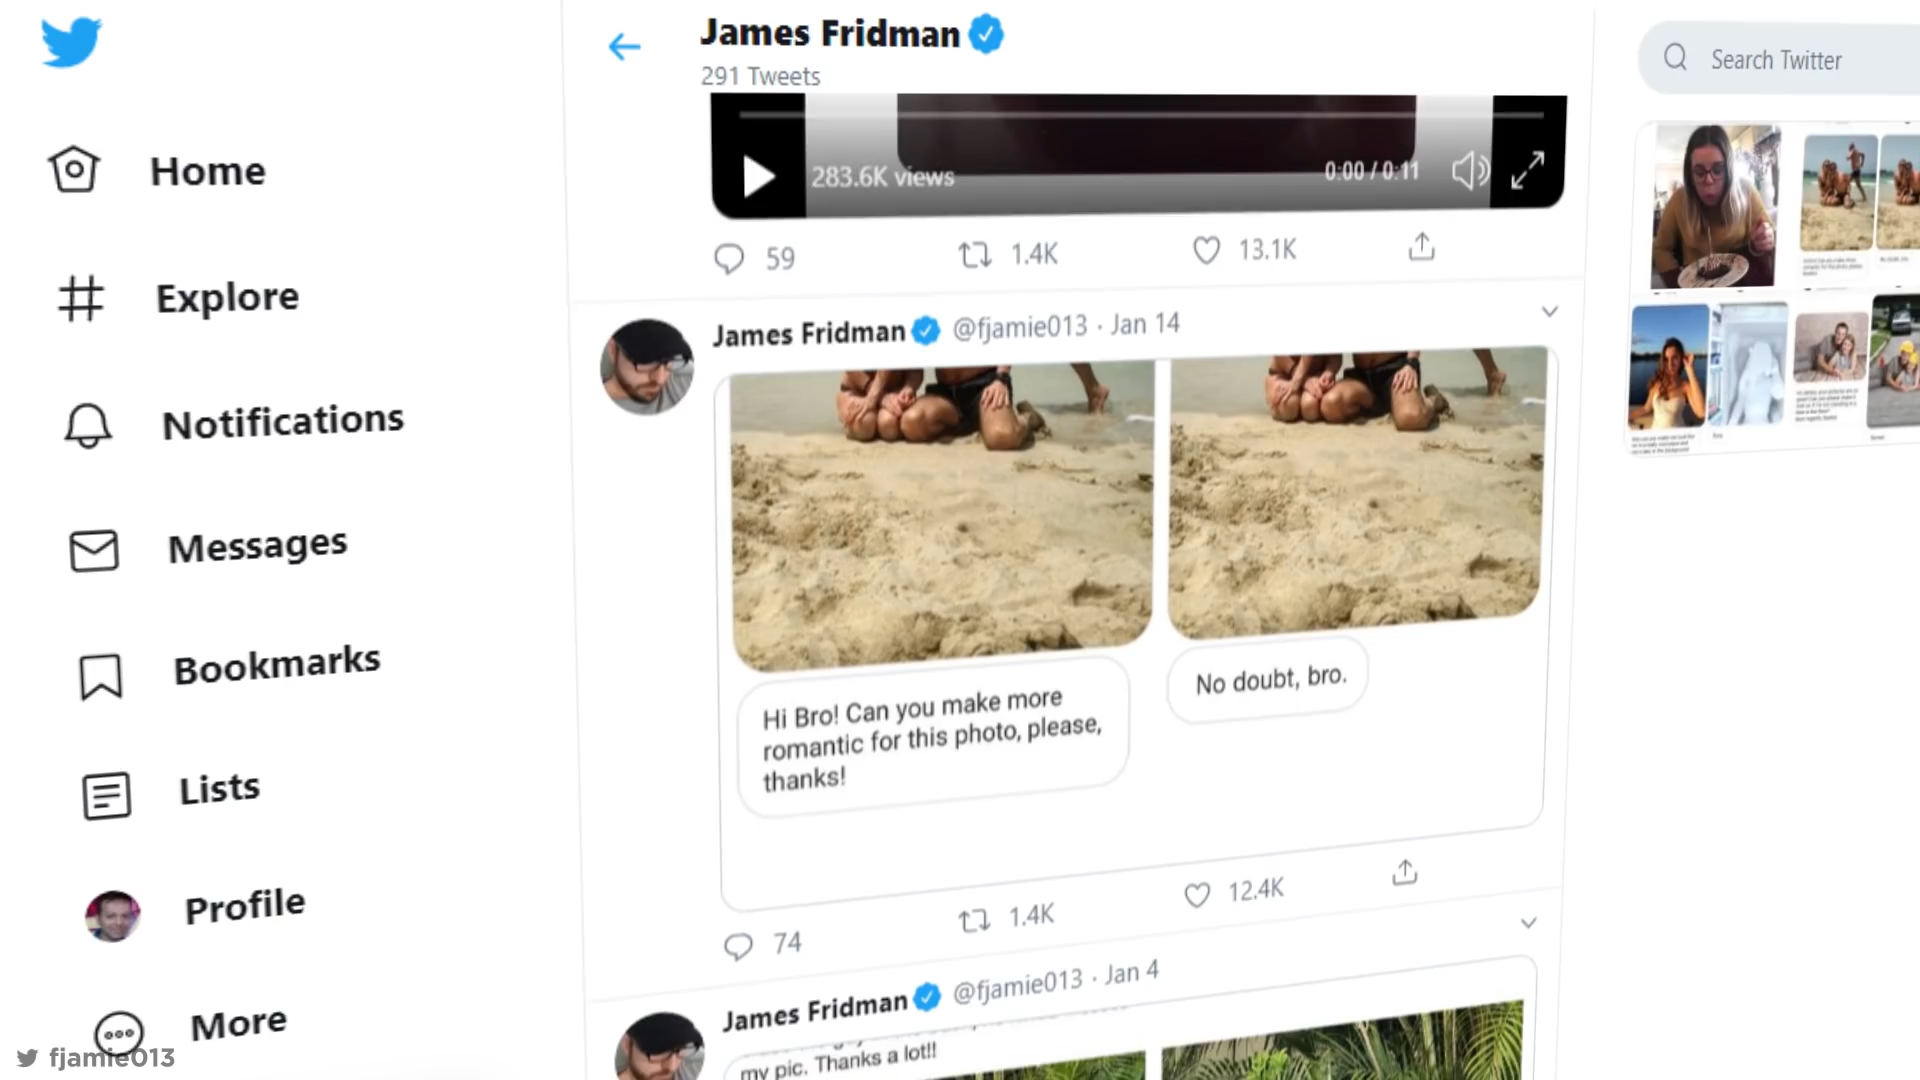 James Fridman
291 Tweets
Search Twitter
Home
Explore
Notifications
Messages
Bookmarks
Lists
Profile
More
283.6K views
0:00 / 0:11
59
1.4K
13.1K
James Fridman @fjamie013 · Jan 14
Hi Bro! Can you make more
romantic for this photo, please,
thanks!
No doubt, bro.
74
1.4K
12.4K
James Fridman @fjamie013 · Jan 4
my pic. Thanks a lot!!
fjamie013